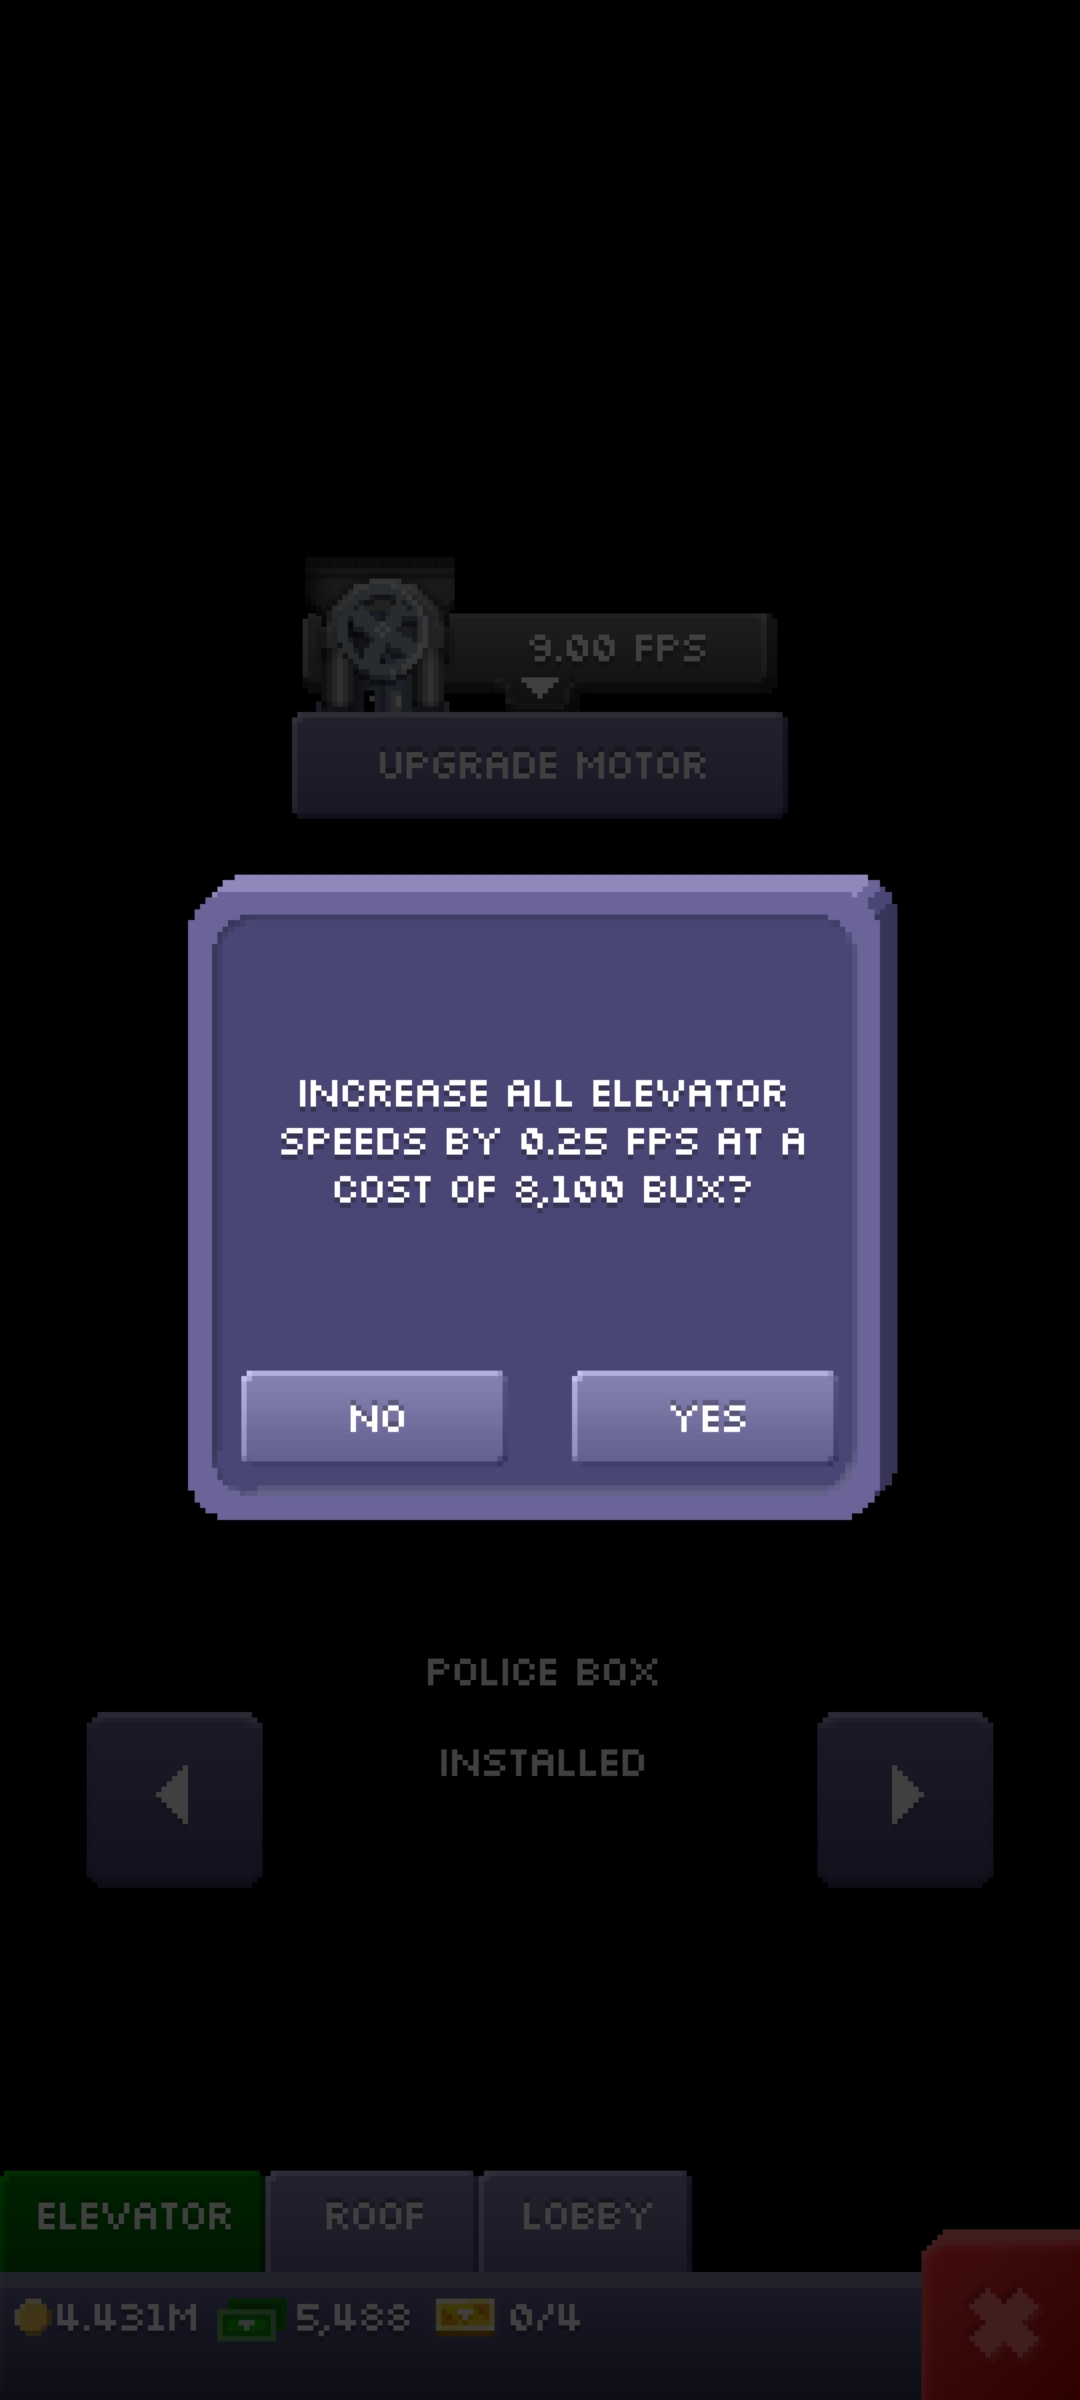 9.00 FPS
UPGRADE MOTOR
INCREASE ALL ELEVATOR
SPEEDS BY 0.25 FPS AT A
COST OF 8,100 BUX?
NO
YES
POLICE BOX
INSTALLED
ELEVATOR
ROOF
LOBBY
4.431M
5,488
0/4